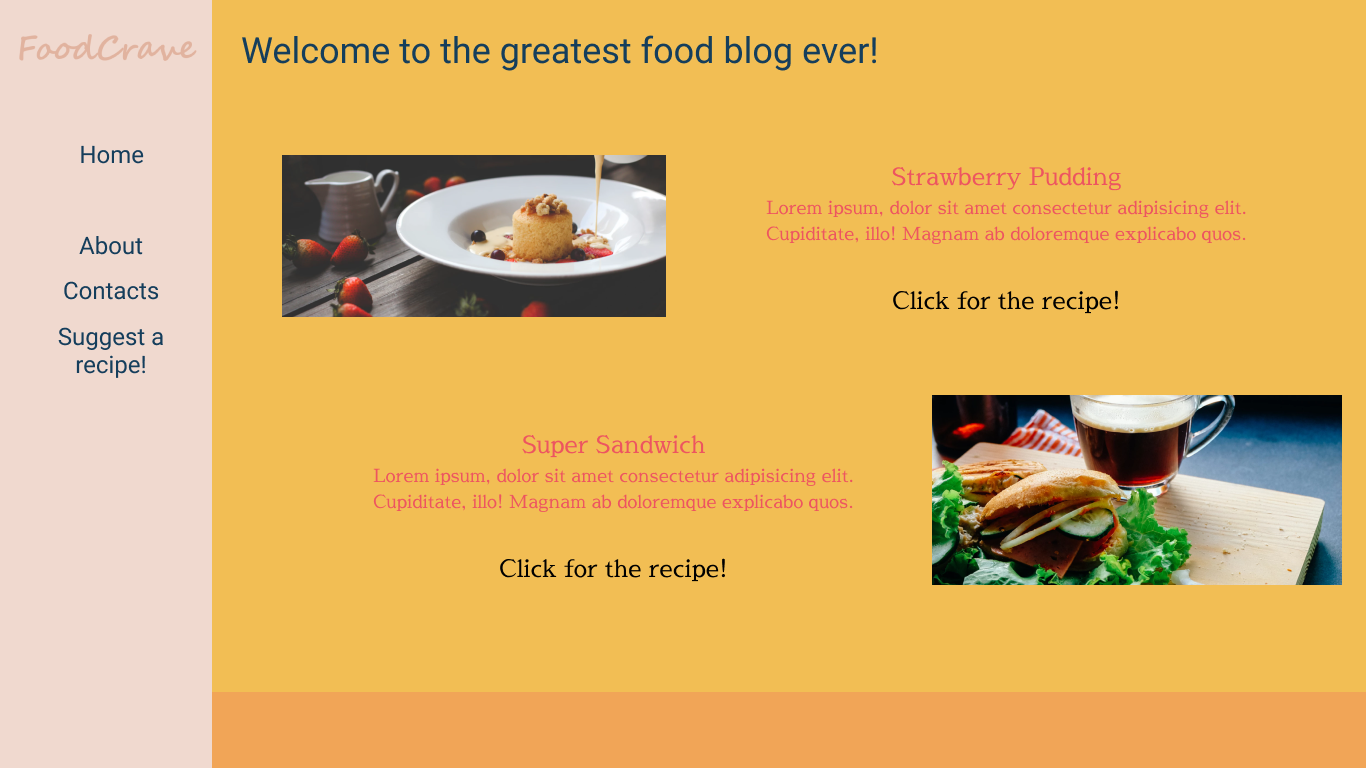 FoodCrave
Home
About
Contacts
Suggest a
recipe!
Welcome to the greatest food blog ever!
Strawberry Pudding
Lorem ipsum, dolor sit amet consectetur adipisicing elit.
Cupiditate, illo! Magnam ab doloremque explicabo quos.
Click for the recipe!
Super Sandwich
Lorem ipsum, dolor sit amet consectetur adipisicing elit.
Cupiditate, illo! Magnam ab doloremque explicabo quos.
Click for the recipe!